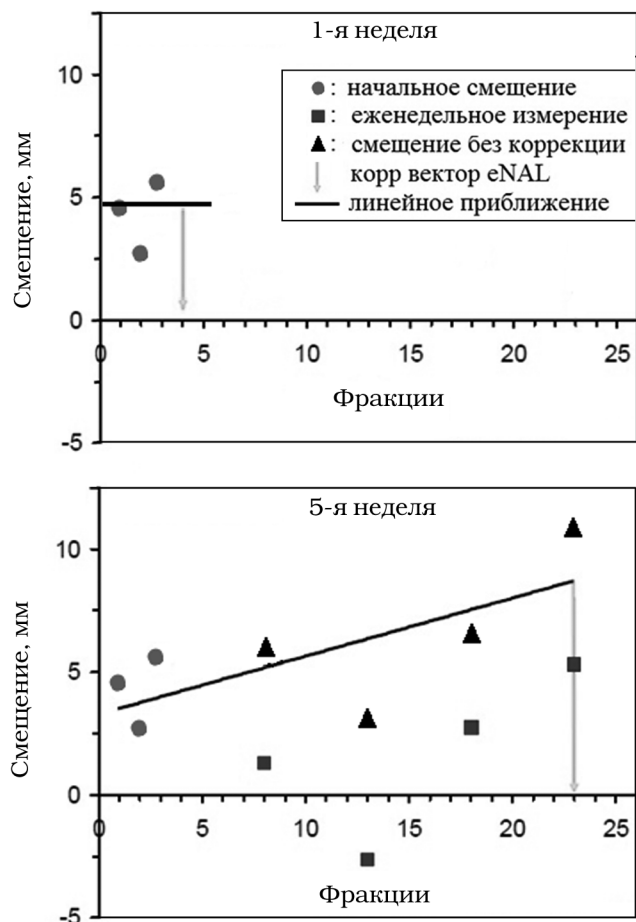 1-я неделя
● : начальное смещение
■ : еженедельное измерение
▲ : смещение без коррекции
корр вектор eNAL
линейное приближение
Смещение, мм
10
5
0
-5
0 5 10 15 20 25
Фракции
5-я неделя
Смещение, мм
10
5
0
-5
0 5 10 15 20 25
Фракции